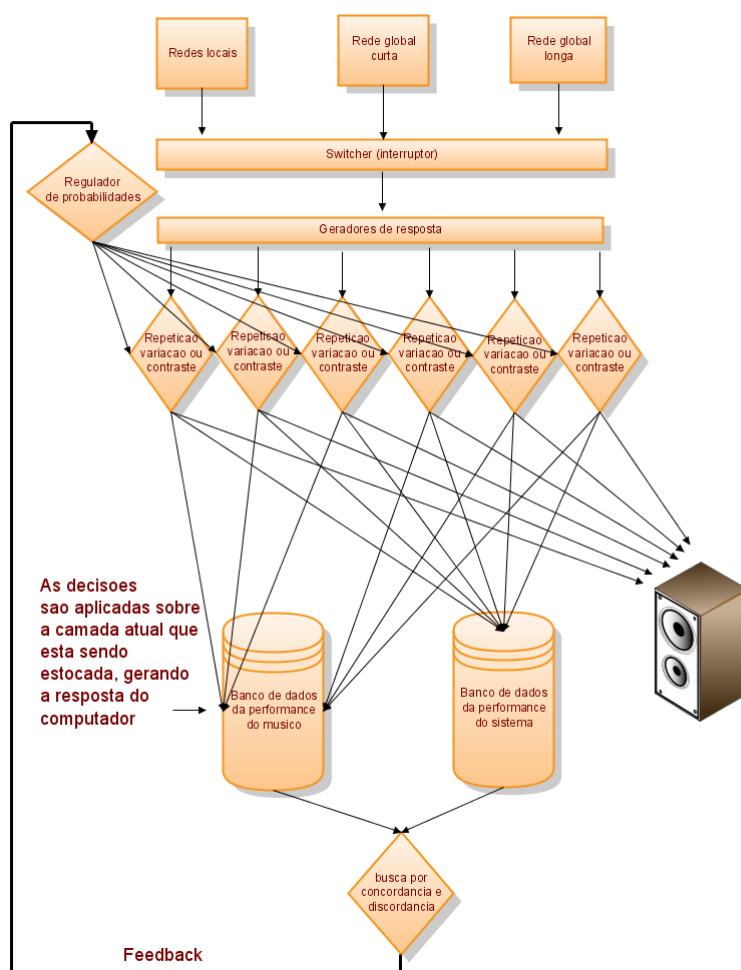 Redes locais
Rede global
curta
Rede global
longa
Switcher (interruptor)
Regulador
de probabilidades
Geradores de resposta
Repeticao
variacao ou
contraste
Repeticao
variacao ou
contraste
Repeticao
variacao ou
contraste
Repeticao
variacao ou
contraste
Repeticao
variacao ou
contraste
Repeticao
variacao ou
contraste
As decisoes
sao aplicadas sobre
a camada atual que
esta sendo
estocada, gerando
a resposta do
computador
Banco de dados
da performance
do musico
Banco de dados
da performance
do sistema
busca por
concordancia e
discordancia
Feedback